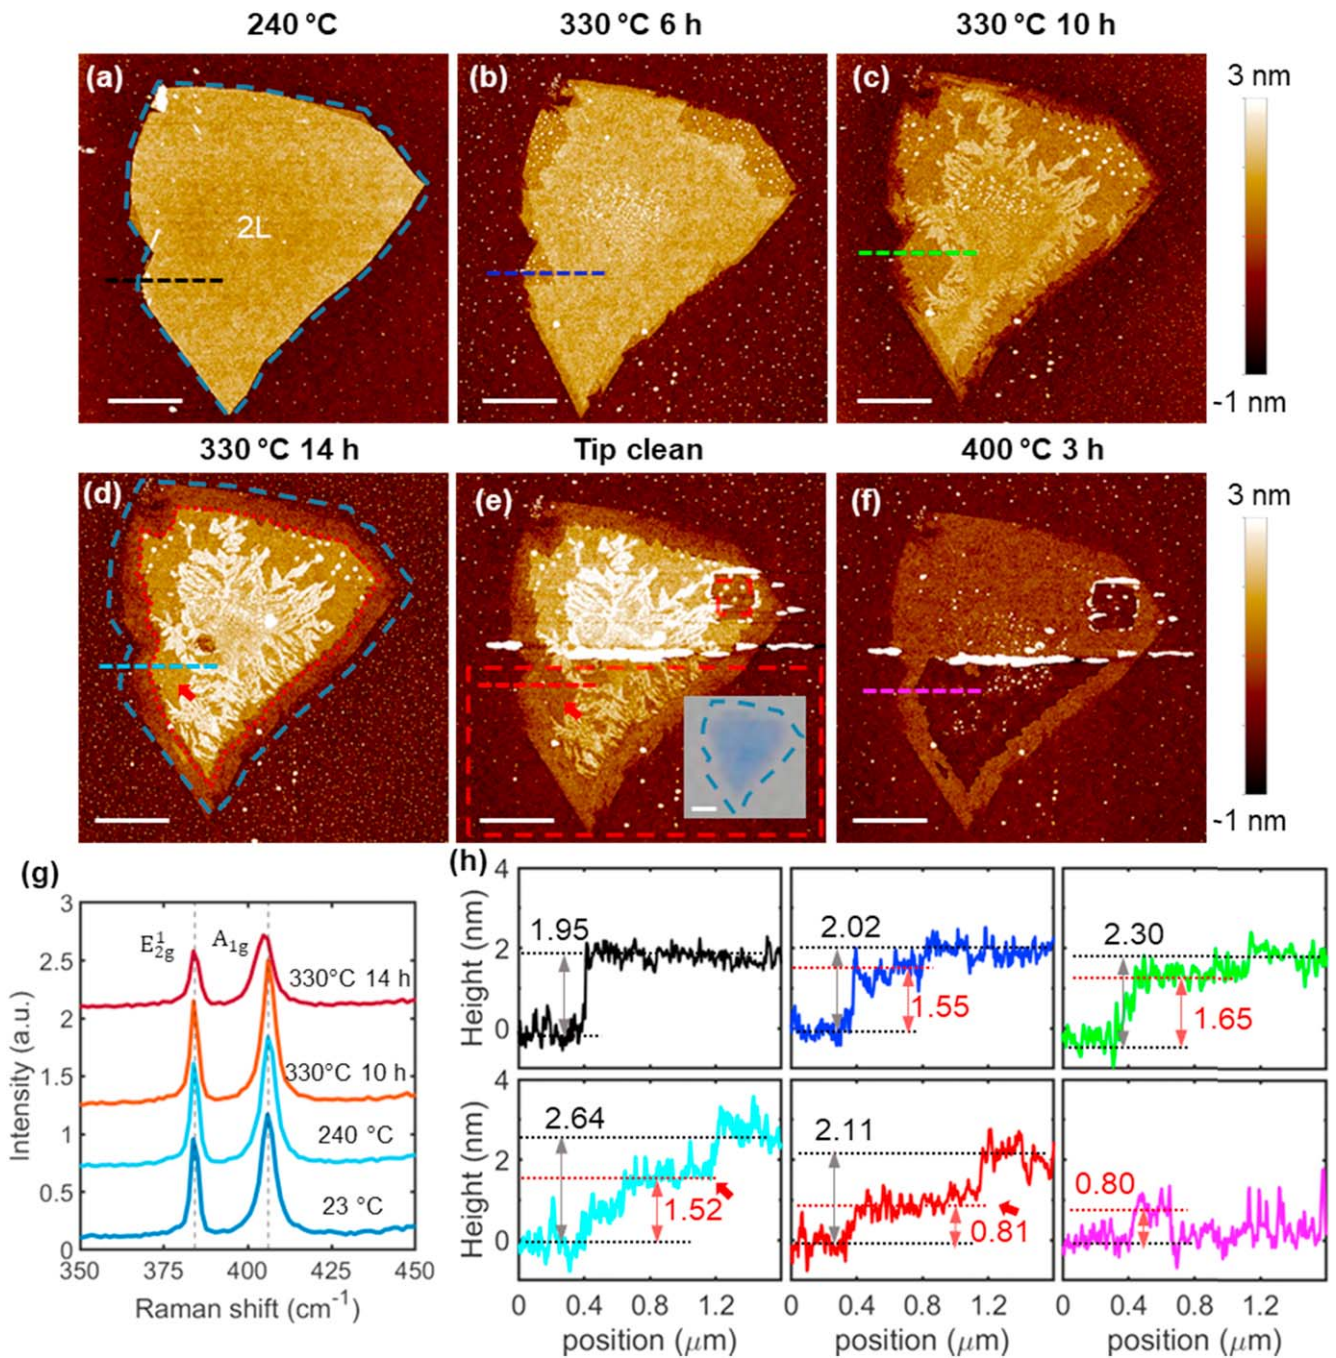 240 °C 330 °C 6 h 330 °C 10 h
(a) (b) (c) 3 nm
2L
-1 nm
330 °C 14 h Tip clean 400 °C 3 h
(d) (e) (f) 3 nm
-1 nm
(g) (h)
Intensity (a.u.)
3
2.5
2
1.5
1
0.5
0
E¹2g A1g
330°C 14 h
330°C 10 h
240 °C
23 °C
350 375 400 425 450
Raman shift (cm⁻¹)
Height (nm)
4
2
0
1.95
2.02
1.55
2.30
1.65
Height (nm)
4
2
0
2.64
1.52
2.11
0.81
0.80
0 0.4 0.8 1.2 0 0.4 0.8 1.2 0 0.4 0.8 1.2
position (μm) position (μm) position (μm)